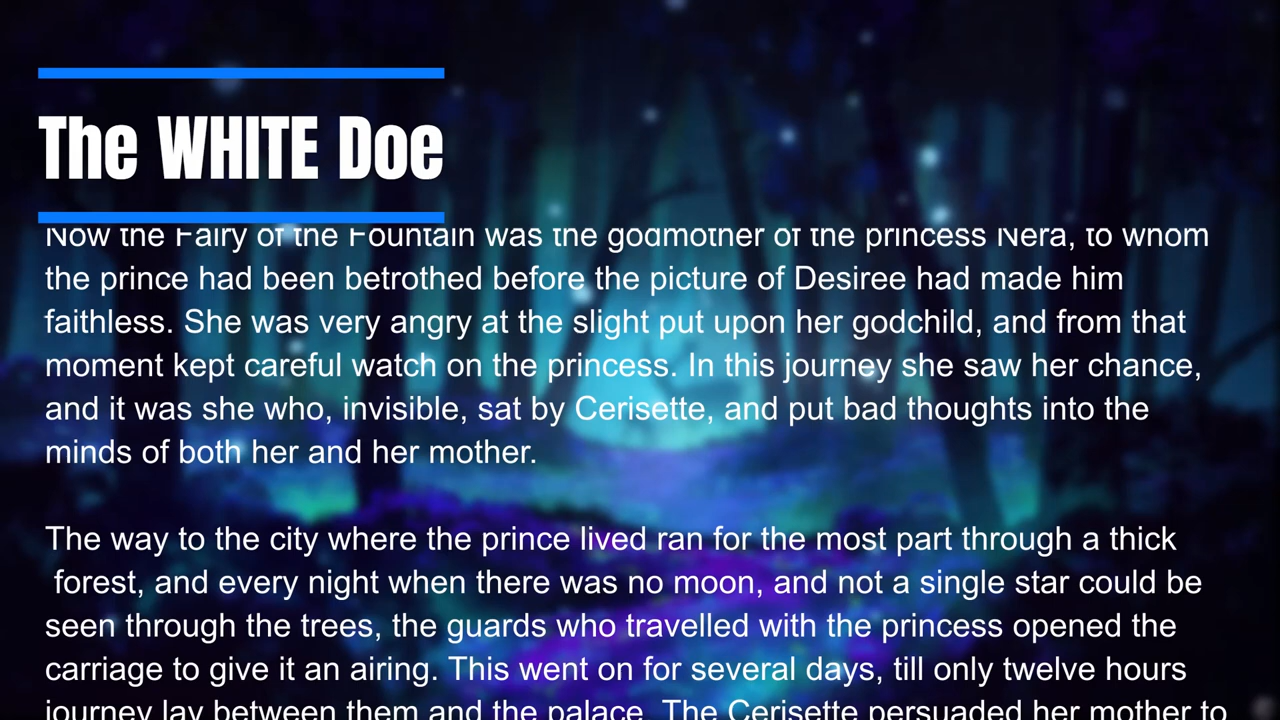 The WHITE Doe
Now the Fairy of the Fountain was the godmother of the princess Nera, to whom
the prince had been betrothed before the picture of Desiree had made him
faithless. She was very angry at the slight put upon her godchild, and from that
moment kept careful watch on the princess. In this journey she saw her chance,
and it was she who, invisible, sat by Cerisette, and put bad thoughts into the
minds of both her and her mother.
The way to the city where the prince lived ran for the most part through a thick
forest, and every night when there was no moon, and not a single star could be
seen through the trees, the guards who travelled with the princess opened the
carriage to give it an airing. This went on for several days, till only twelve hours
journey lay between them and the palace. The Cerisette persuaded her mother to